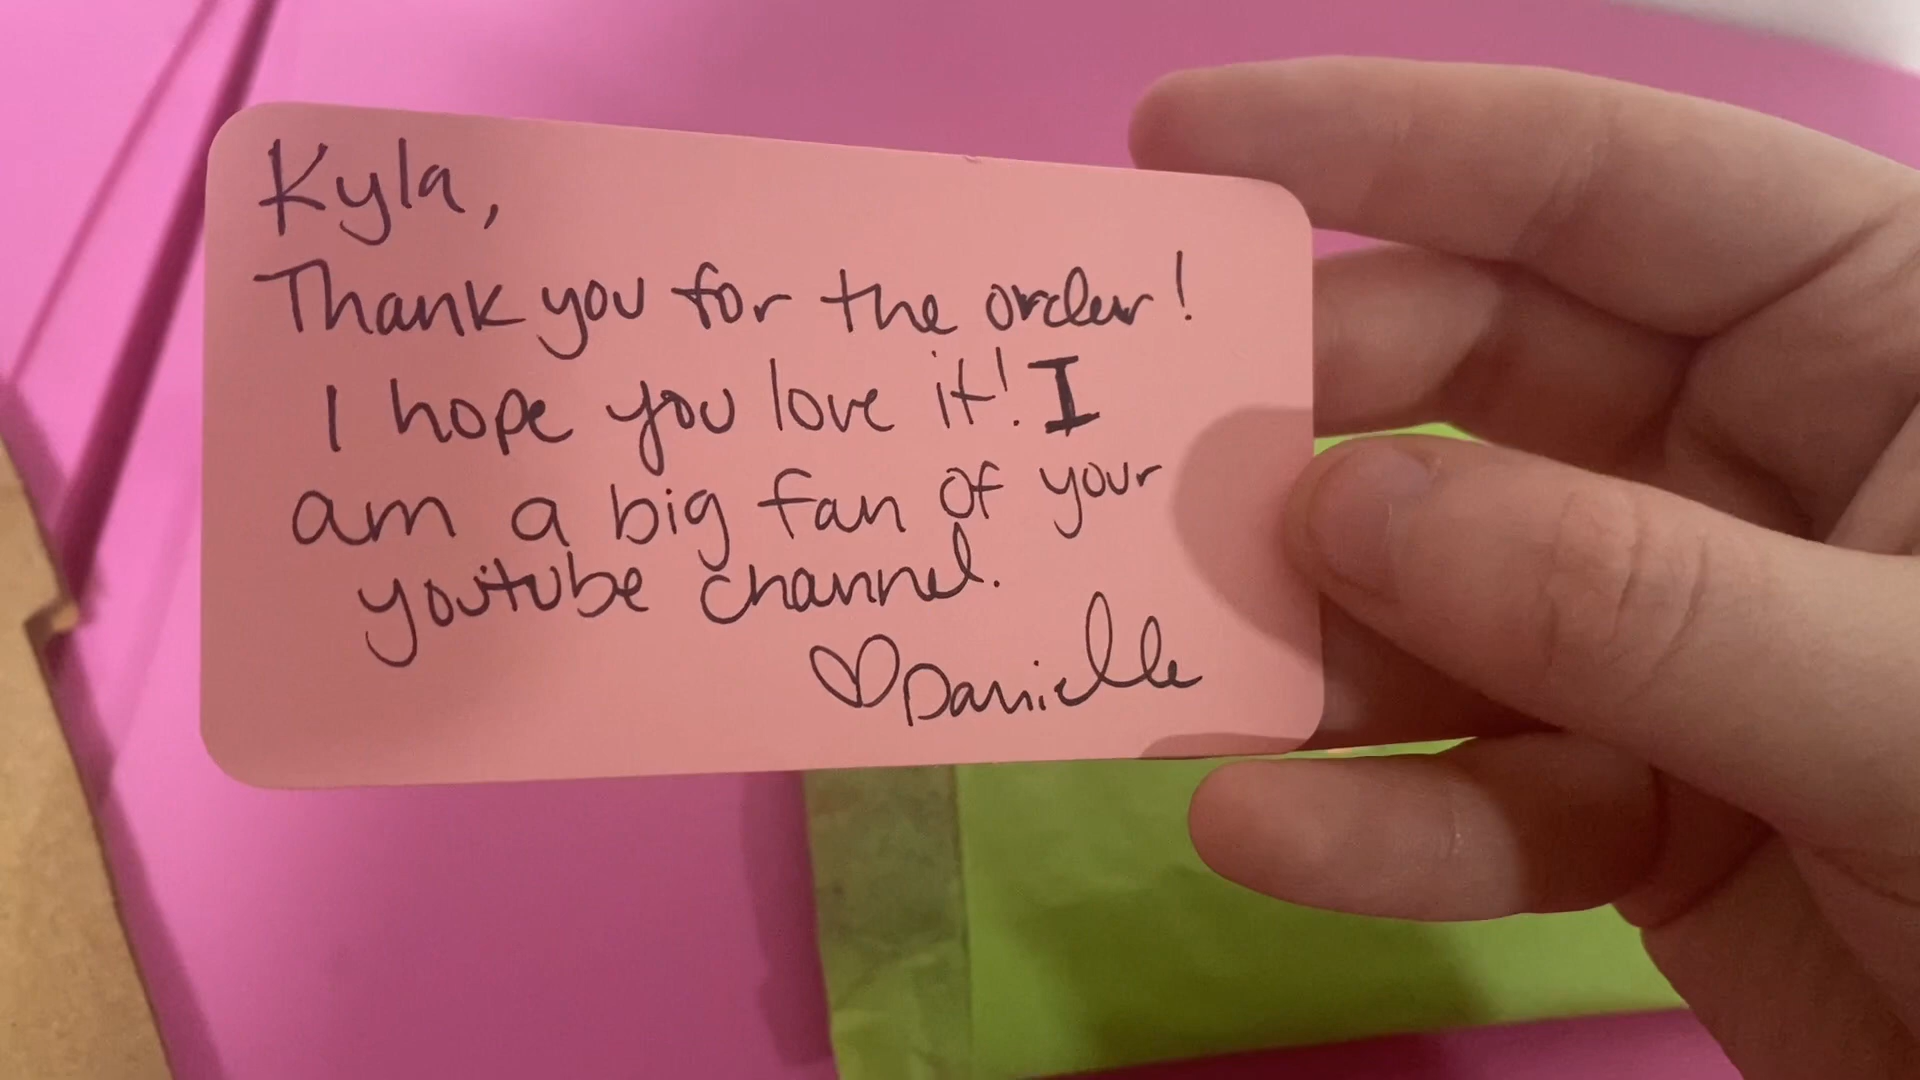 Kyla,
Thank you for the order!
I hope you love it! I
am a big fan of your
youtube channel.
♡Danielle